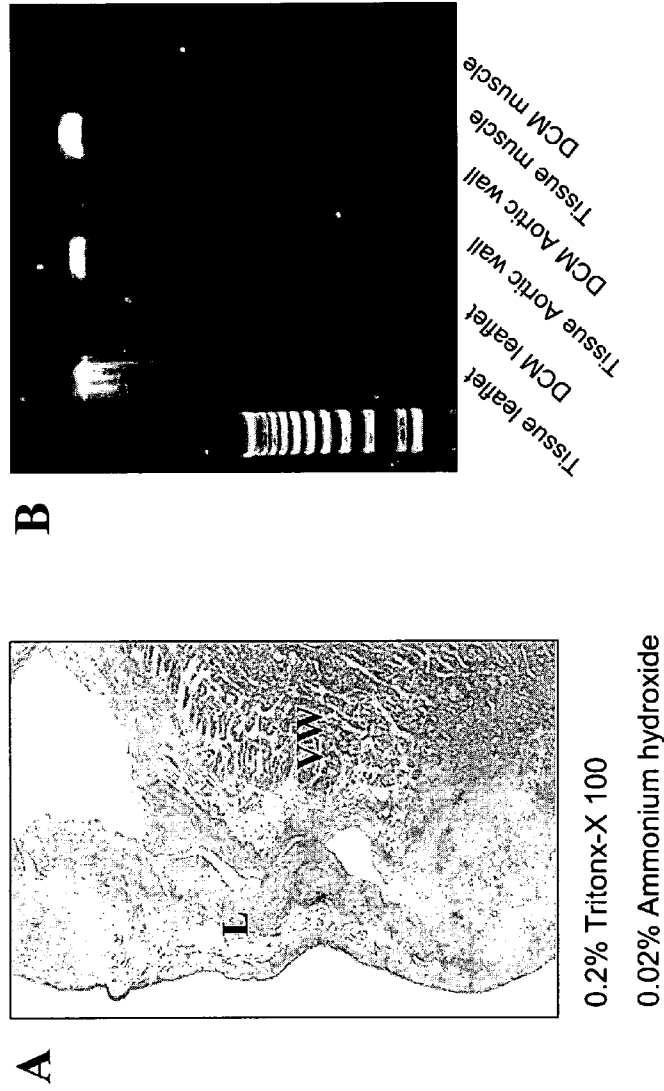 A
L
VW
0.2% Tritonx-X 100
0.02% Ammonium hydroxide
B
Tissue leaflet
DCM leaflet
Tissue Aortic wall
DCM Aortic wall
Tissue muscle
DCM muscle